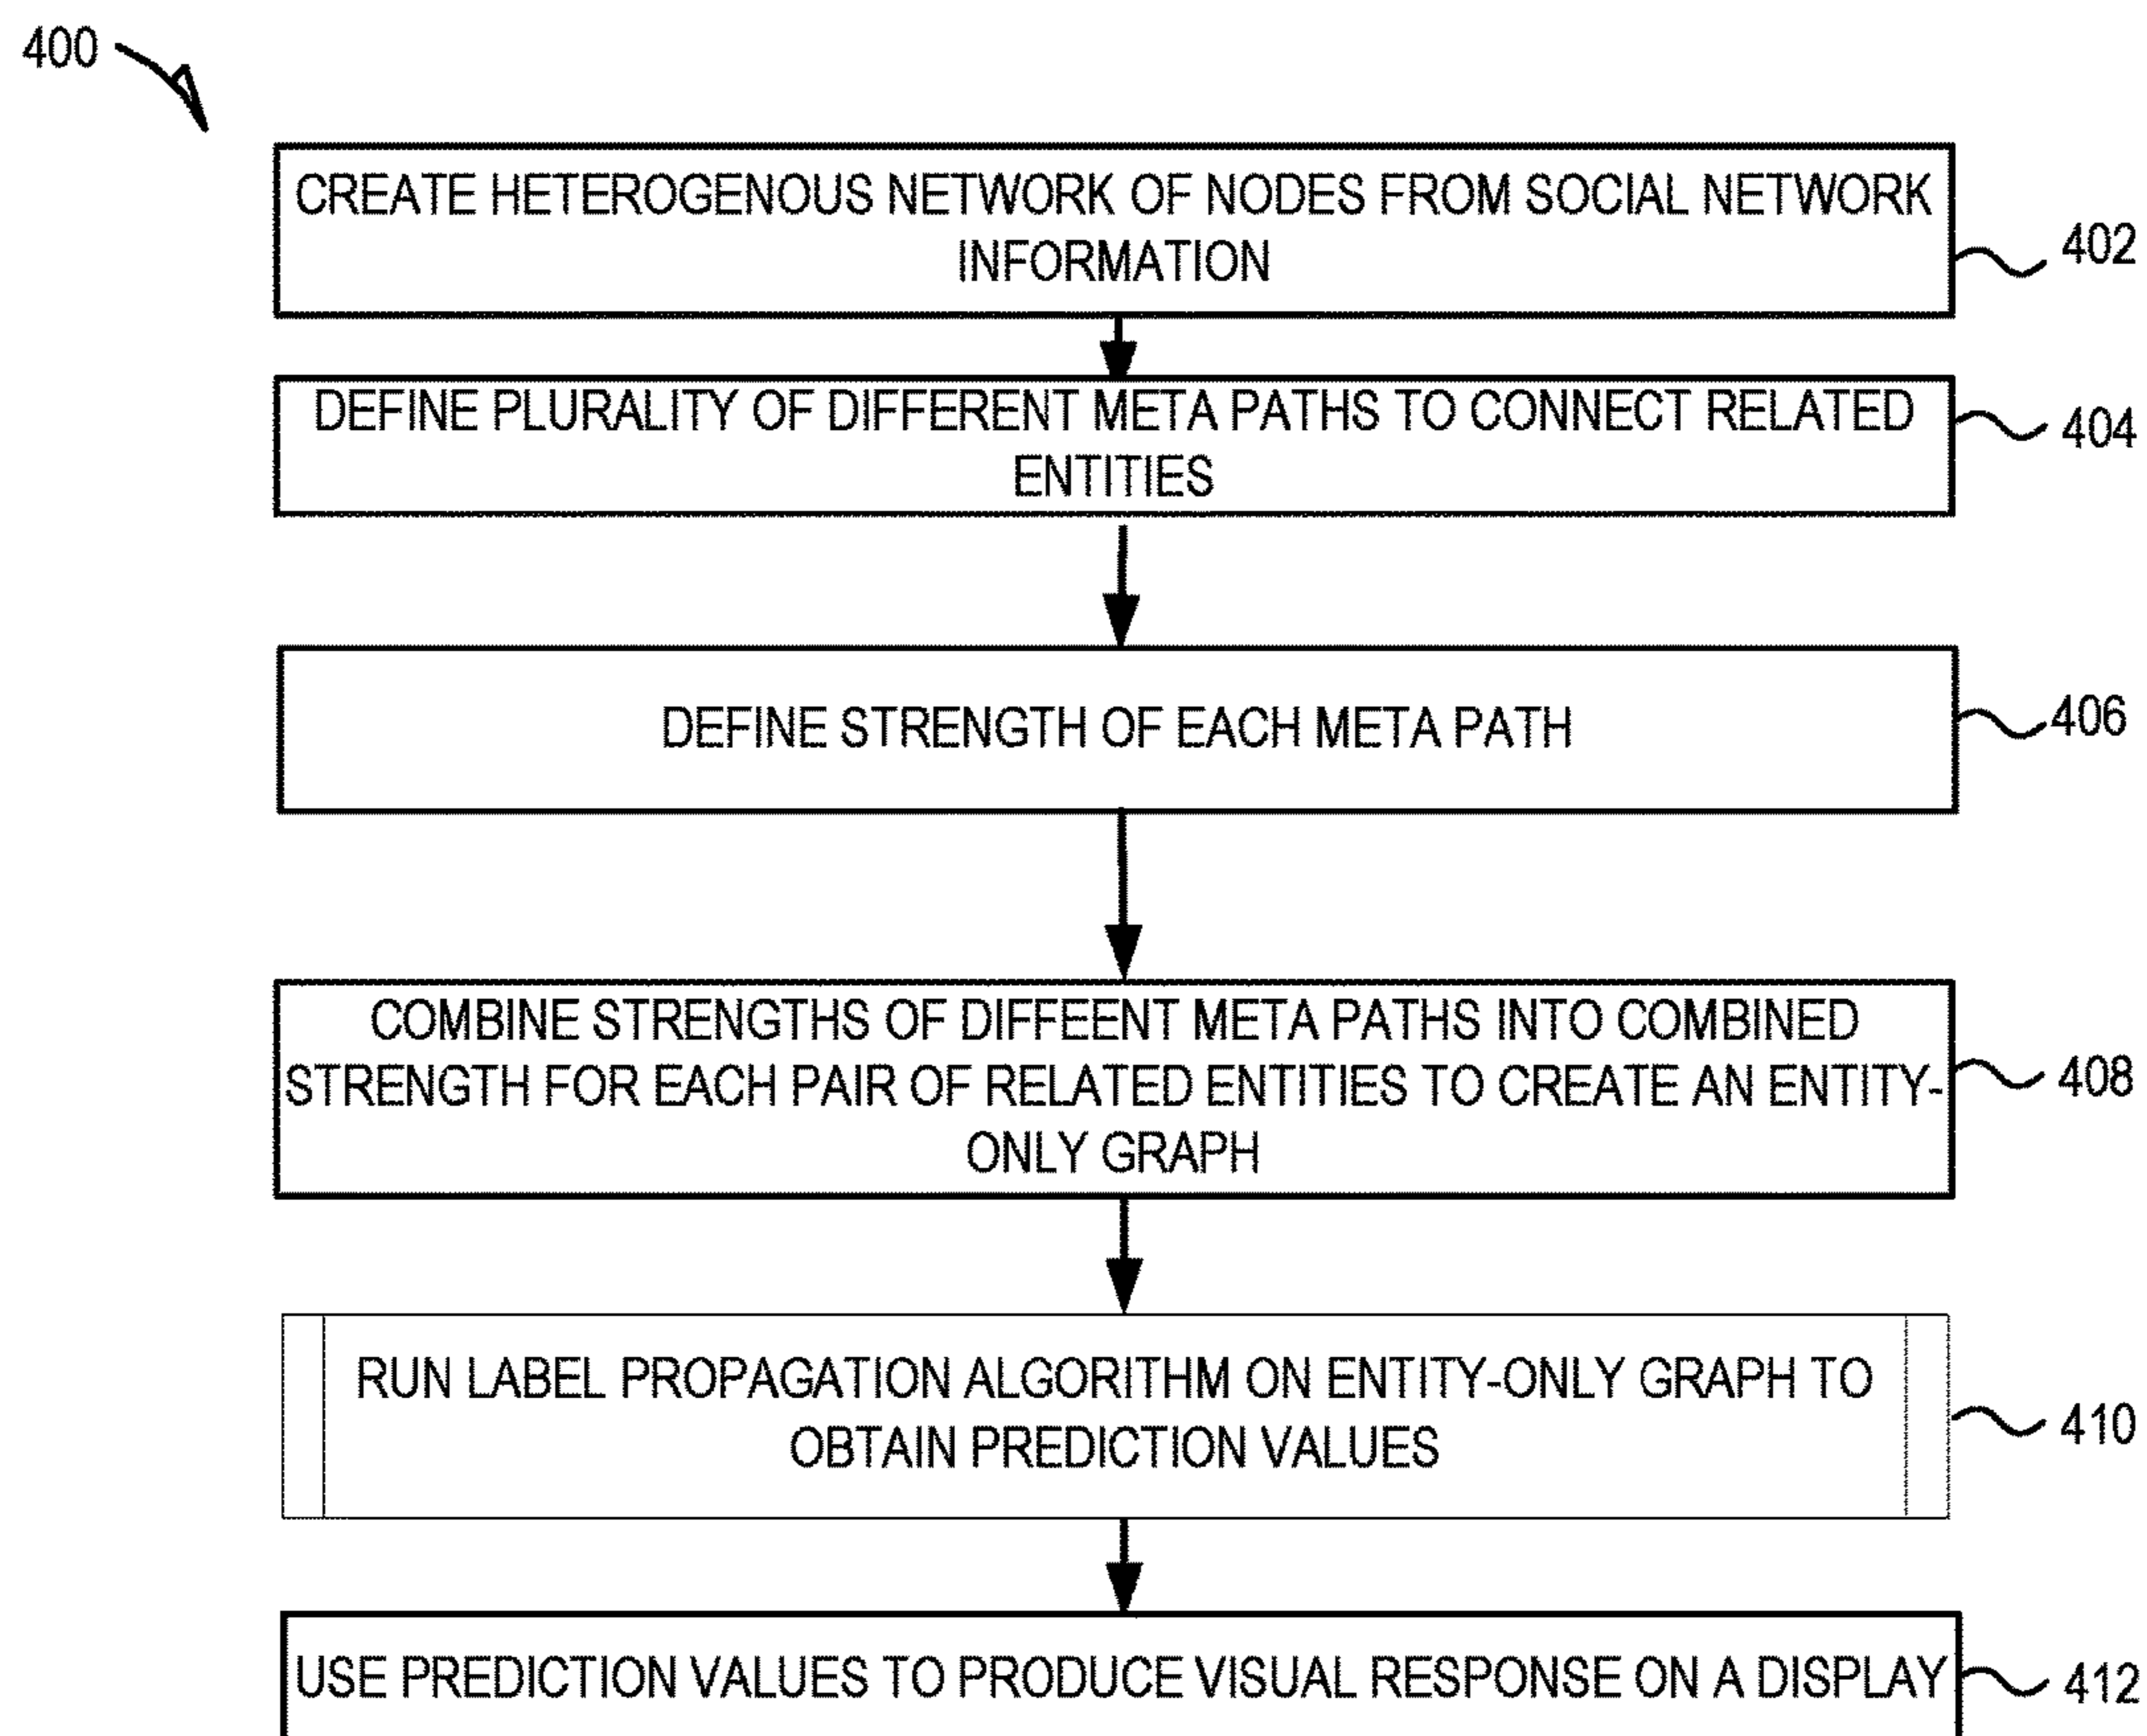 400
CREATE HETEROGENOUS NETWORK OF NODES FROM SOCIAL NETWORK
INFORMATION
402
DEFINE PLURALITY OF DIFFERENT META PATHS TO CONNECT RELATED
ENTITIES
404
DEFINE STRENGTH OF EACH META PATH
406
COMBINE STRENGTHS OF DIFFEENT META PATHS INTO COMBINED
STRENGTH FOR EACH PAIR OF RELATED ENTITIES TO CREATE AN ENTITY-
ONLY GRAPH
408
RUN LABEL PROPAGATION ALGORITHM ON ENTITY-ONLY GRAPH TO
OBTAIN PREDICTION VALUES
410
USE PREDICTION VALUES TO PRODUCE VISUAL RESPONSE ON A DISPLAY
412